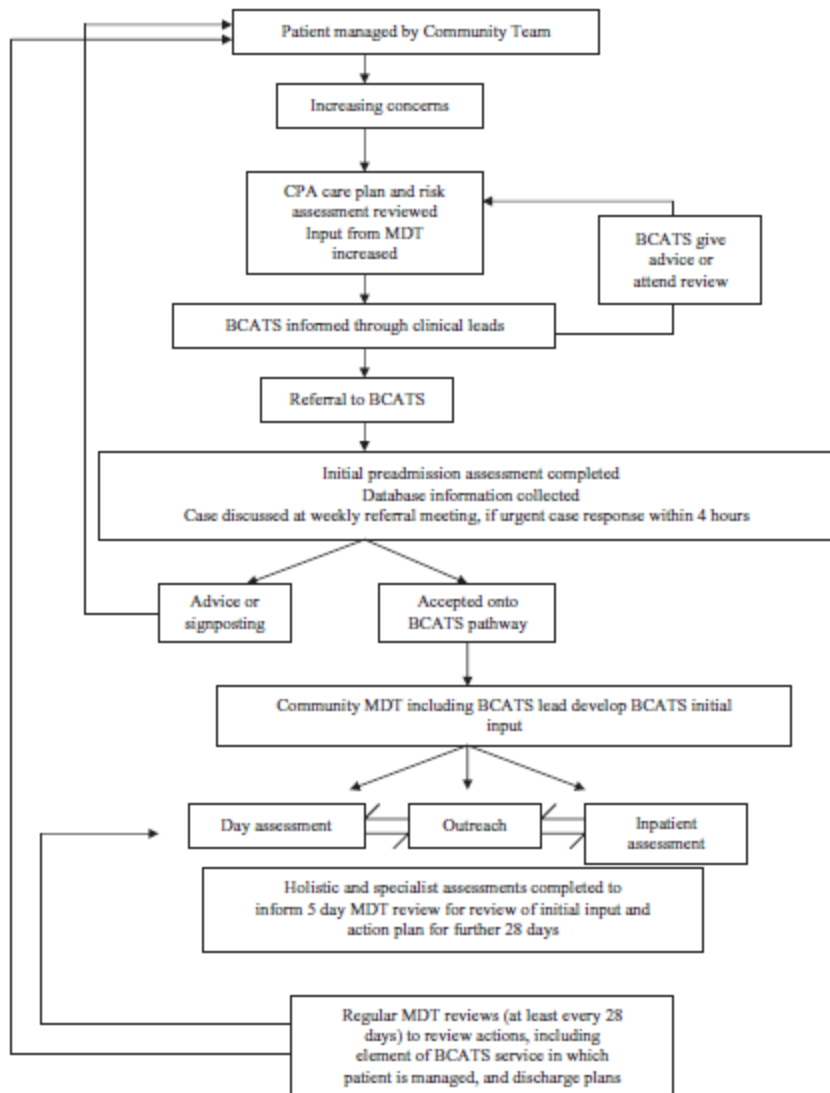 Patient managed by Community Team
Increasing concerns
CPA care plan and risk
assessment reviewed
Input from MDT
increased
BCATS give
advice or
attend review
BCATS informed through clinical leads
Referral to BCATS
Initial preadmission assessment completed
Database information collected
Case discussed at weekly referral meeting, if urgent case response within 4 hours
Advice or
signposting
Accepted onto
BCATS pathway
Community MDT including BCATS lead develop BCATS initial
input
Day assessment
Outreach
Inpatient
assessment
Holistic and specialist assessments completed to
inform 5 day MDT review for review of initial input and
action plan for further 28 days
Regular MDT reviews (at least every 28
days) to review actions, including
element of BCATS service in which
patient is managed, and discharge plans